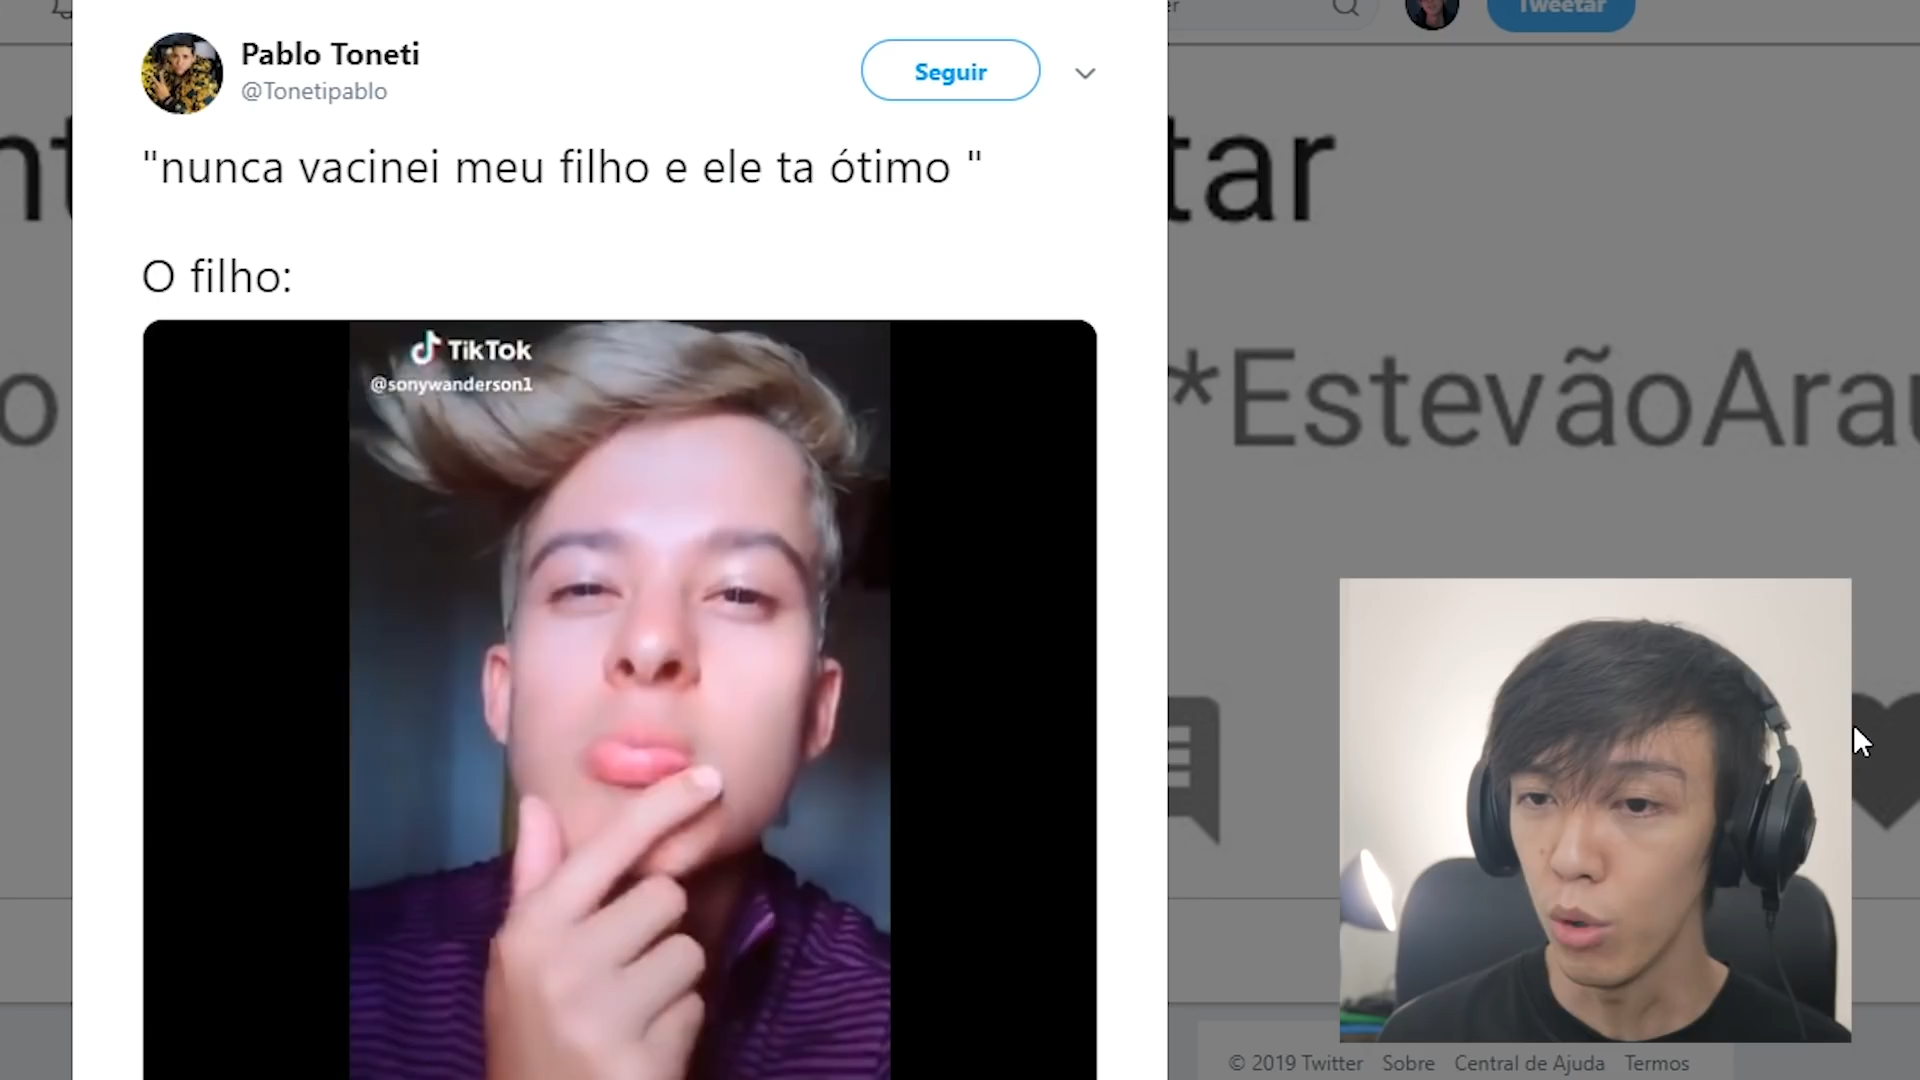 Tweetar
Pablo Toneti
@Tonetipablo
Seguir
"nunca vacinei meu filho e ele ta ótimo "
O filho:
TikTok
@sonywanderson1
tar
*EstevãoArau
© 2019 Twitter Sobre Central de Ajuda Termos